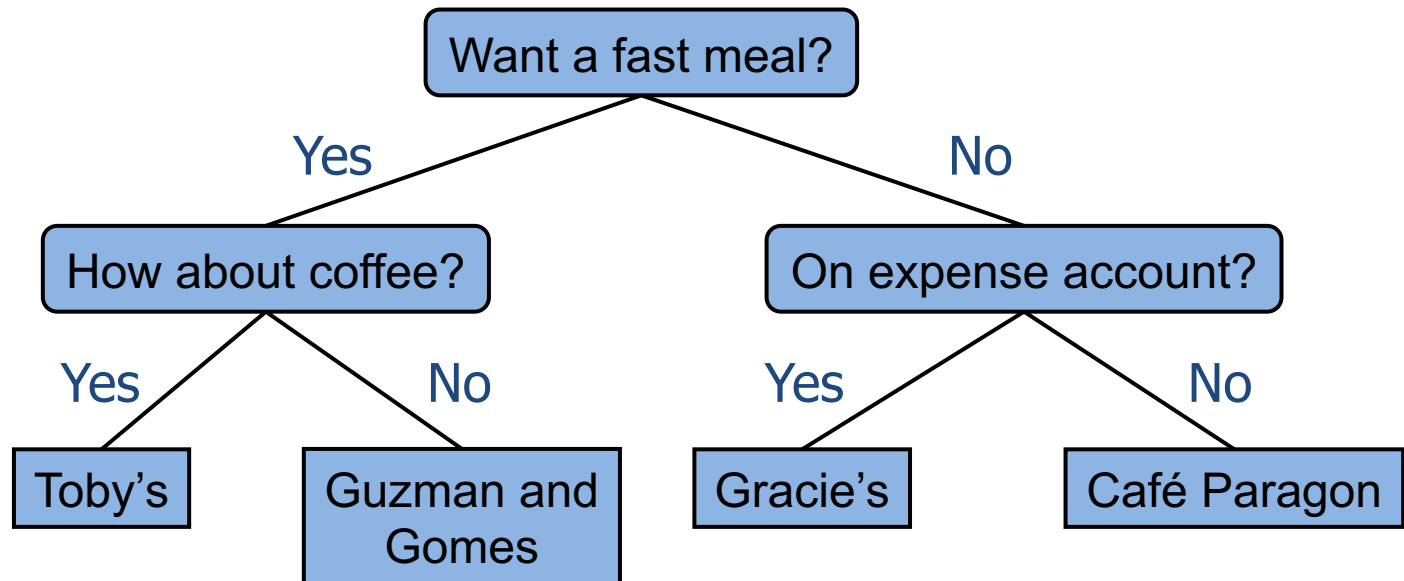 Want a fast meal?
Yes
No
How about coffee?
On expense account?
Yes
No
Yes
No
Toby’s
Guzman and
Gomes
Gracie’s
Café Paragon